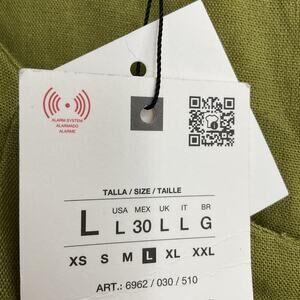 ALARM SYSTEM
ALARMADO
ALARME
TALLA / SIZE / TAILLE
USA MEX UK IT BR
L L 30 L L G
XS S M L XL XXL
ART.: 6962 / 030 / 510